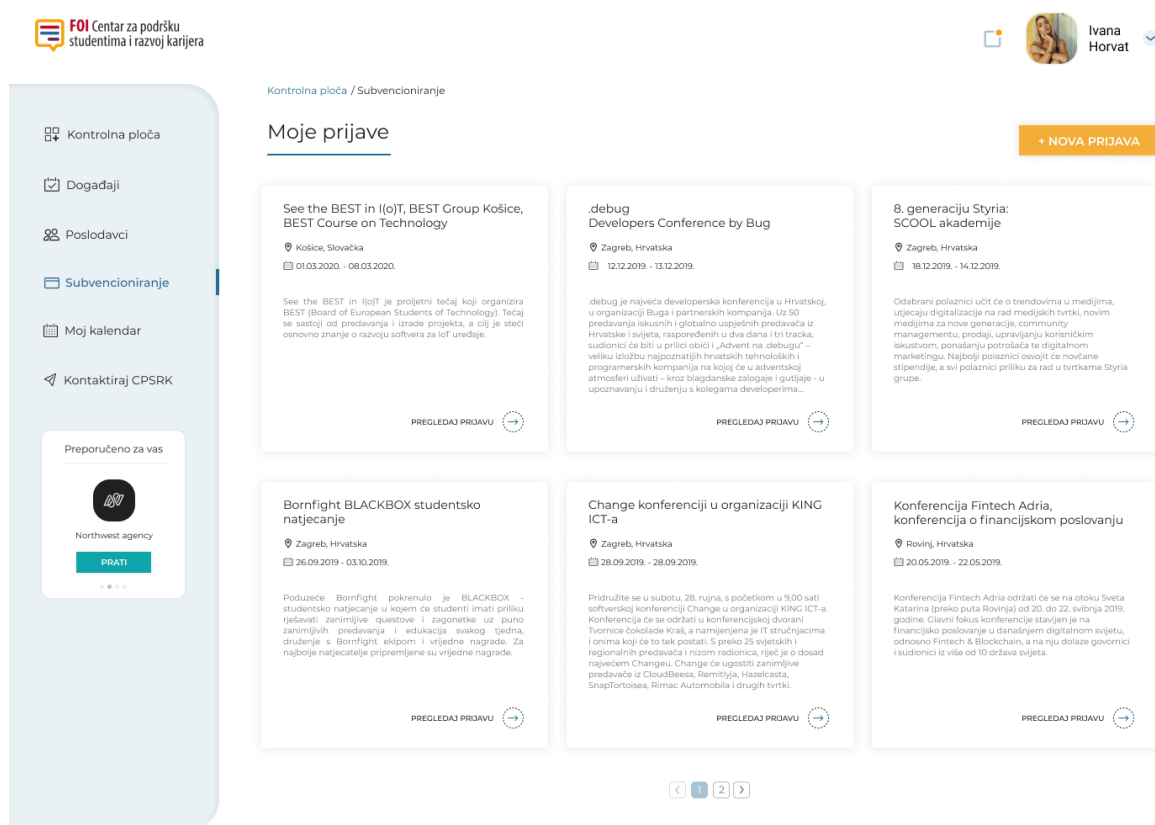 FOI Centar za podršku
studentima i razvoj karijera
Ivana
Horvat
Kontrolna ploča / Subvencioniranje
Moje prijave
+ NOVA PRIJAVA
Kontrolna ploča
Događaji
Poslodavci
Subvencioniranje
Moj kalendar
Kontaktiraj CPSRK
Preporučeno za vas
Northwest agency
PRATI
See the BEST in I(o)T, BEST Group Košice,
BEST Course on Technology
Košice, Slovačka
01.03.2020. - 08.03.2020.
See the BEST in I(o)T je proljetni tečaj koji organizira
BEST (Board of European Students of Technology). Tečaj
se sastoji od predavanja i izrade projekta, a cilj je steći
osnovno znanje o razvoju softvera za IoT uređaje.
PREGLEDAJ PRIJAVU
.debug
Developers Conference by Bug
Zagreb, Hrvatska
12.12.2019. - 13.12.2019.
.debug je najveća developerska konferencija u Hrvatskoj,
u organizaciji Buga i partnerskih kompanija. Uz 50
predavanja iskusnih i globalno uspješnih predavača iz
Hrvatske i svijeta, raspoređenih u dva dana i tri tracka,
sudionici će biti u prilici obići i „Advent na .debugu“ –
veliku izložbu najpoznatijih hrvatskih tehnoloških i
programerskih kompanija na kojoj će u adventskoj
atmosferi uživati – kroz blagdanske zalogaje i gutljaje - u
upoznavanju i druženju s kolegama developerima...
PREGLEDAJ PRIJAVU
8. generaciju Styria:
SCOOL akademije
Zagreb, Hrvatska
18.12.2019. - 14.12.2019.
Odabrani polaznici učit će o trendovima u medijima,
utjecaju digitalizacije na rad medijskih tvrtki, novim
medijima za nove generacije, community
managementu, prodaji, upravljanju korisničkim
iskustvom, ponašanju potrošača te digitalnom
marketingu. Najbolji polaznici osvojit će novčane
stipendije, a svi polaznici priliku za rad u tvrtkama Styria
grupe.
PREGLEDAJ PRIJAVU
Bornfight BLACKBOX studentsko
natjecanje
Zagreb, Hrvatska
26.09.2019 - 03.10.2019.
Poduzeće Bornfight pokrenulo je BLACKBOX -
studentsko natjecanje u kojem će studenti imati priliku
rješavati zanimljive questove i zagonetke uz puno
zanimljivih predavanja i edukacija svakog tjedna,
druženje s Bornfight ekipom i vrijedne nagrade. Za
najbolje natjecatelje pripremljene su vrijedne nagrade.
PREGLEDAJ PRIJAVU
Change konferenciji u organizaciji KING
ICT-a
Zagreb, Hrvatska
28.09.2019. - 28.09.2019.
Pridružite se u subotu, 28. rujna, s početkom u 9,00 sati
softverskoj konferenciji Change u organizaciji KING ICT-a.
Konferencija će se održati u konferencijskoj dvorani
Tvornice čokolade Kraš, a namijenjena je IT stručnjacima
i onima koji će to tek postati. S preko 25 svjetskih i
regionalnih predavača i nizom radionica, riječ je o dosad
najvećem Changeu. Change će ugostiti zanimljive
predavače iz CloudBeesa, Remitlyja, Hazelcasta,
SnapTortoisea, Rimac Automobila i drugih tvrtki.
PREGLEDAJ PRIJAVU
Konferencija Fintech Adria,
konferencija o financijskom poslovanju
Rovinj, Hrvatska
20.05.2019. - 22.05.2019.
Konferencija Fintech Adria održati će se na otoku Sveta
Katarina (preko puta Rovinja) od 20. do 22. svibnja 2019.
godine. Glavni fokus konferencije stavljen je na
financijsko poslovanje u današnjem digitalnom svijetu,
odnosno Fintech & Blockchain, a na nju dolaze govornici
i sudionici iz više od 10 država svijeta.
PREGLEDAJ PRIJAVU
1 2